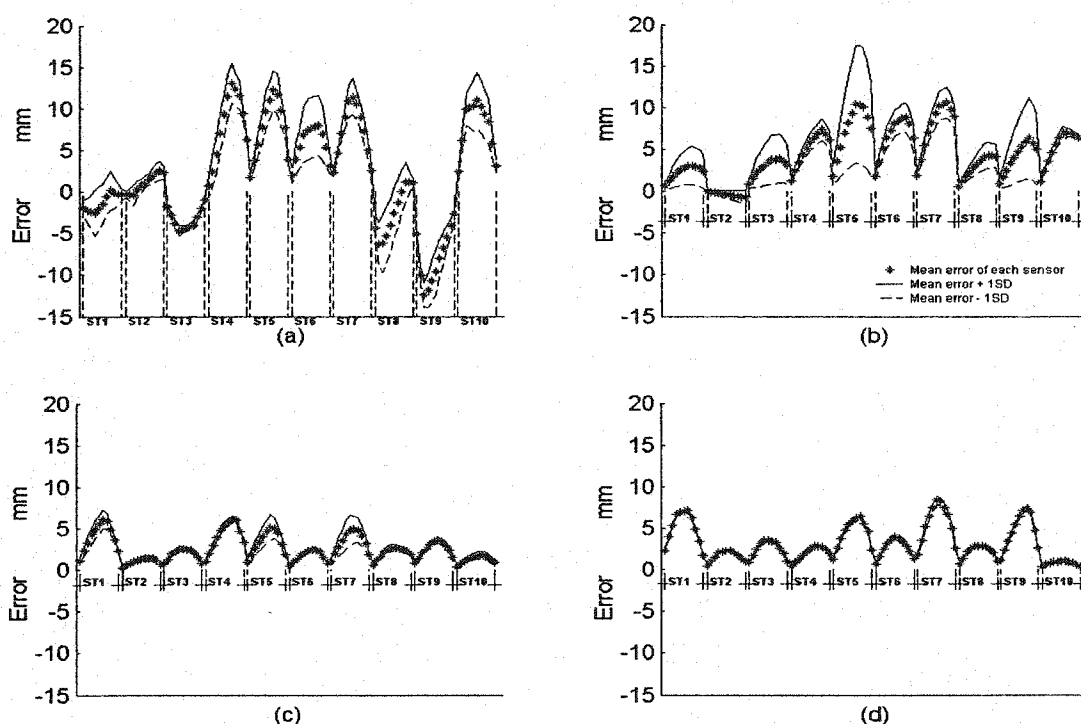 20
15
10
5
0
-5
-10
-15
Error mm
ST1 ST2 ST3 ST4 ST5 ST6 ST7 ST8 ST9 ST10
(a)
20
15
10
5
0
-5
-10
-15
Error mm
ST1 ST2 ST3 ST4 ST5 ST6 ST7 ST8 ST9 ST10
Mean error of each sensor
Mean error + 1SD
Mean error - 1SD
(b)
20
15
10
5
0
-5
-10
-15
Error mm
ST1 ST2 ST3 ST4 ST5 ST6 ST7 ST8 ST9 ST10
(c)
20
15
10
5
0
-5
-10
-15
Error mm
ST1 ST2 ST3 ST4 ST5 ST6 ST7 ST8 ST9 ST10
(d)